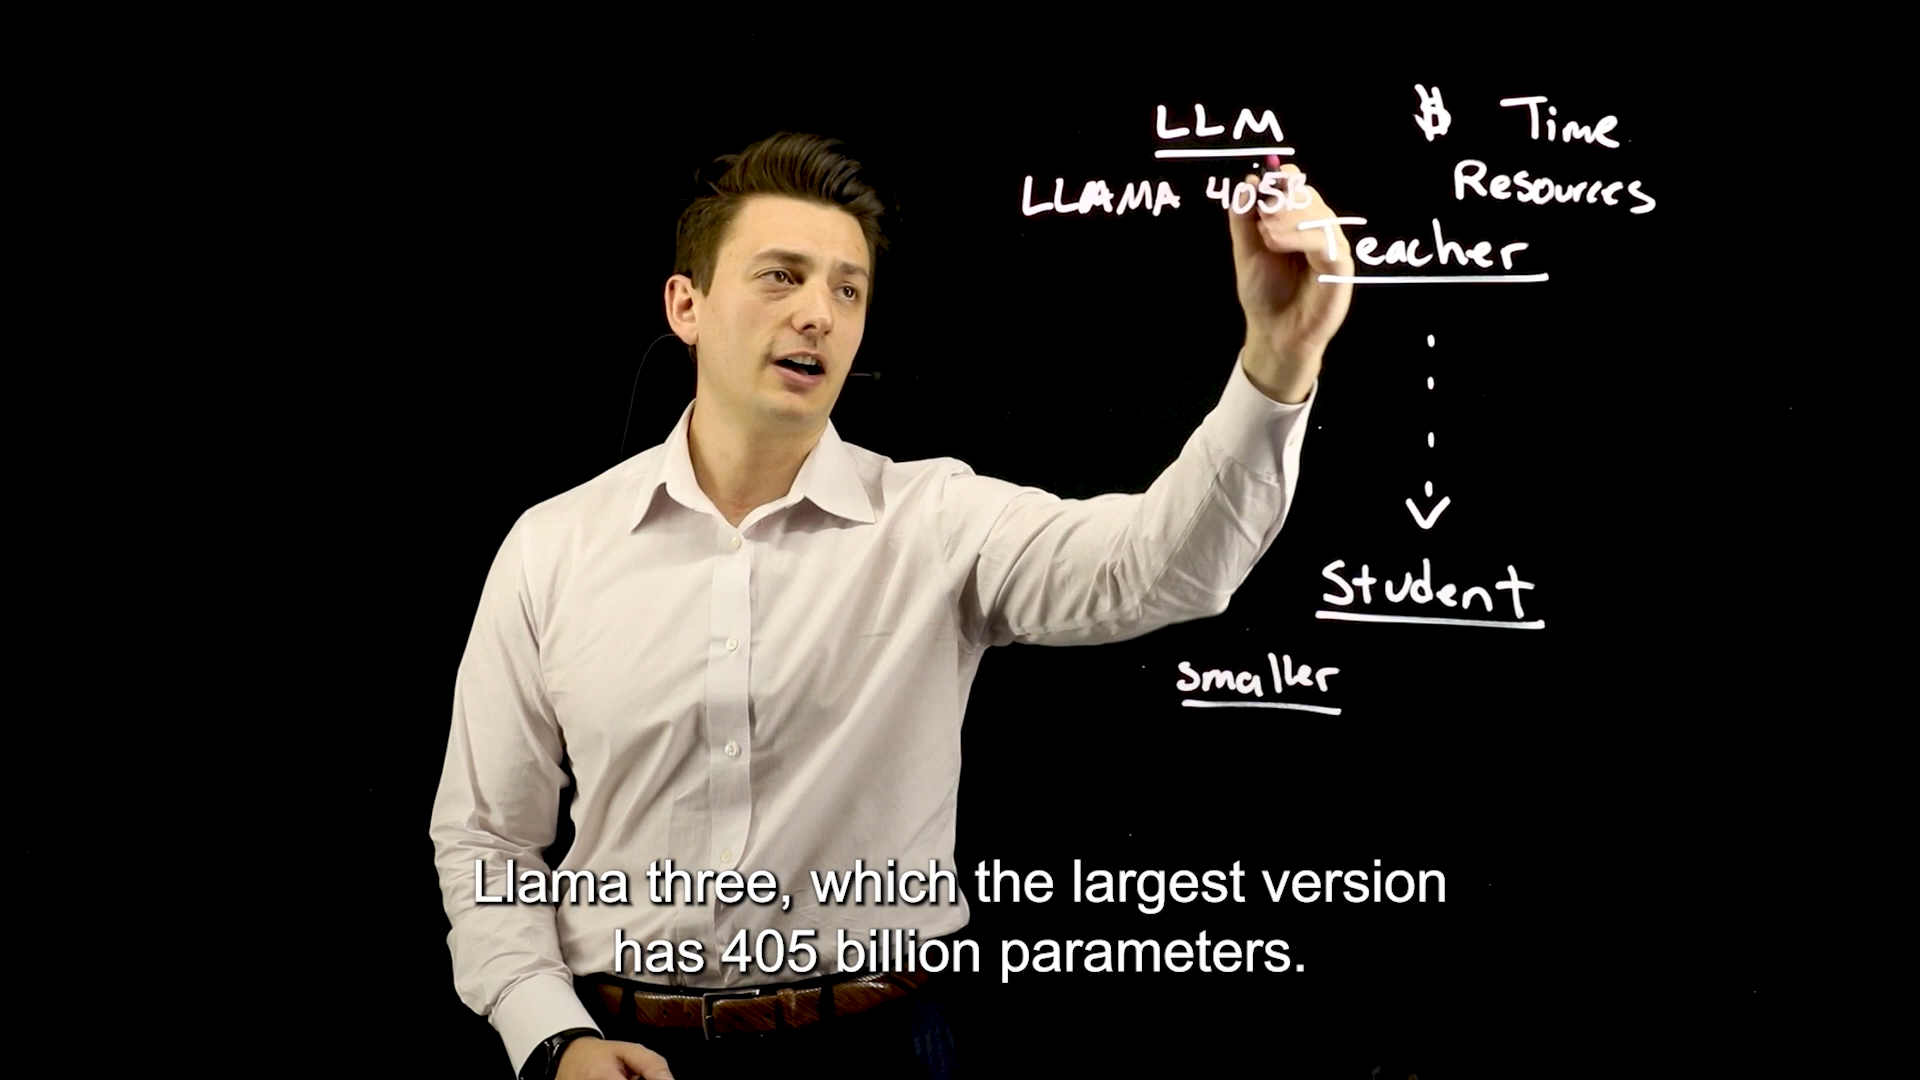 LLM $ Time
LLAMA 405B Resources
Teacher
Student
smaller
Llama three, which the largest version
has 405 billion parameters.